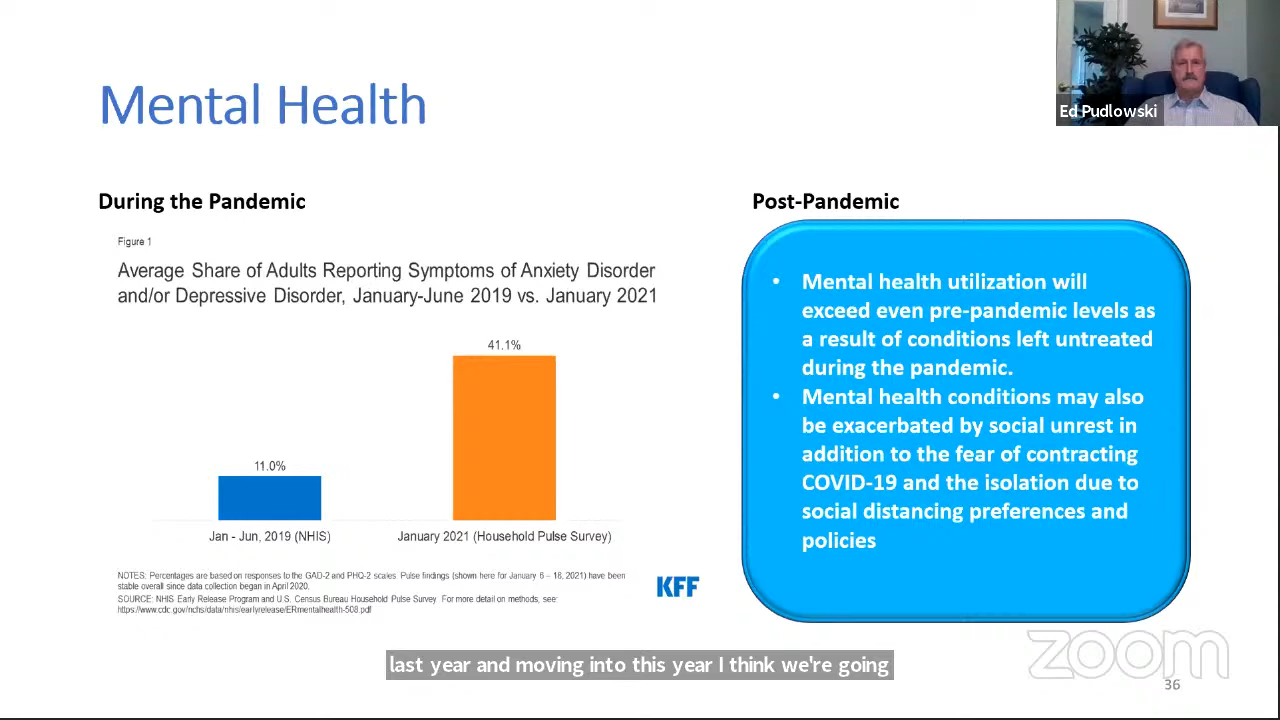 Mental Health
Ed Pudlowski
During the Pandemic
Figure 1
Average Share of Adults Reporting Symptoms of Anxiety Disorder
and/or Depressive Disorder, January-June 2019 vs. January 2021
41.1%
11.0%
Jan - Jun, 2019 (NHIS)
January 2021 (Household Pulse Survey)
NOTES: Percentages are based on responses to the GAD-2 and PHQ-2 scales. Pulse findings (shown here for January 6 – 18, 2021) have been
stable overall since data collection began in April 2020.
SOURCE: NHIS Early Release Program and U.S. Census Bureau Household Pulse Survey. For more detail on methods, see:
https://www.cdc.gov/nchs/data/nhis/earlyrelease/ERmentalhealth-508.pdf
KFF
Post-Pandemic
• Mental health utilization will
exceed even pre-pandemic levels as
a result of conditions left untreated
during the pandemic.
• Mental health conditions may also
be exacerbated by social unrest in
addition to the fear of contracting
COVID-19 and the isolation due to
social distancing preferences and
policies
last year and moving into this year I think we're going
zoom
36